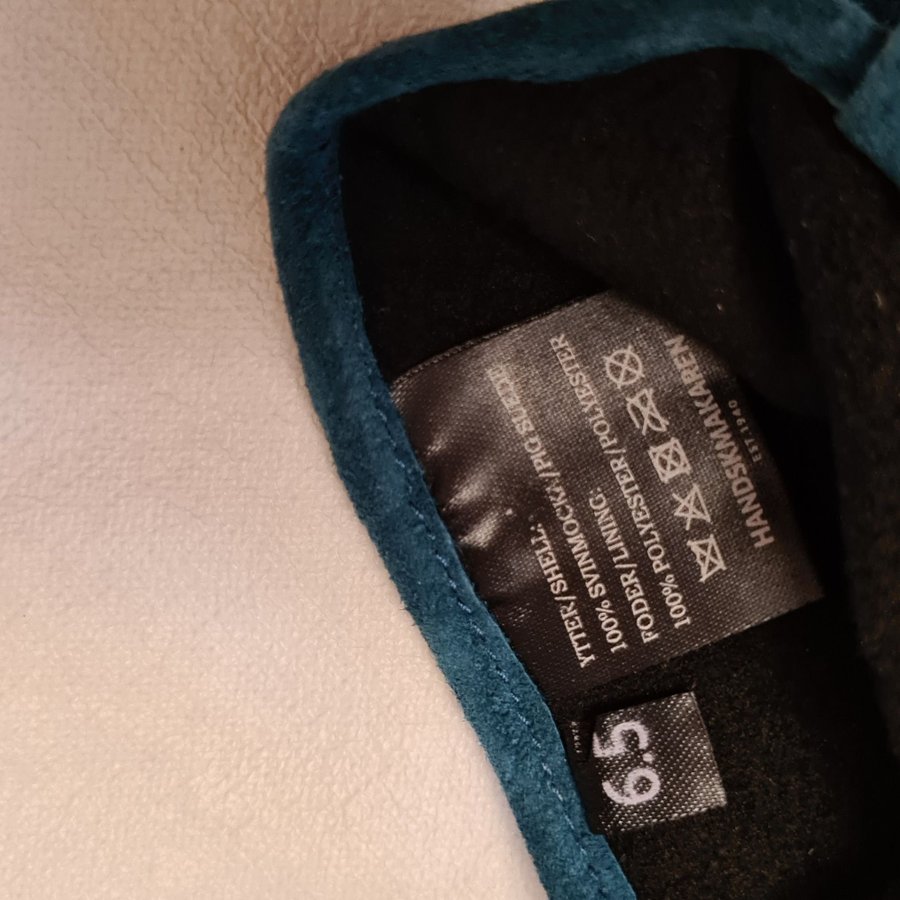 YTTER/SHELL:
100% SVINMOCKA/PIG SUEDE
FODER/LINING:
100% POLYESTER/POLYESTER
HANDSKMAKAREN
EST.1940
6.5